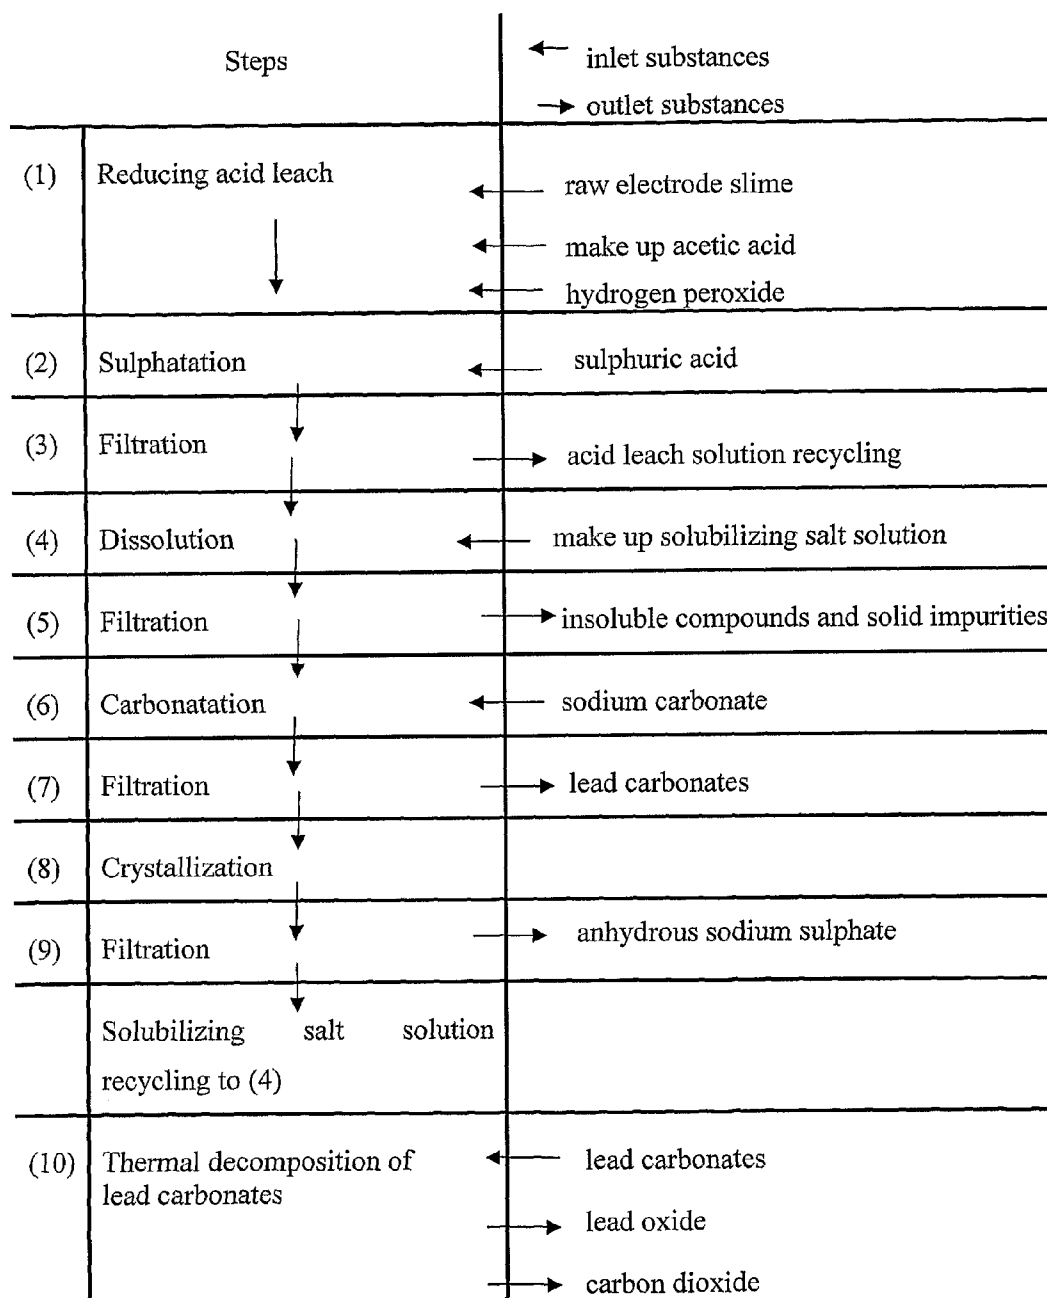 Steps
inlet substances
outlet substances
(1) Reducing acid leach
raw electrode slime
make up acetic acid
hydrogen peroxide
(2) Sulphatation
sulphuric acid
(3) Filtration
acid leach solution recycling
(4) Dissolution
make up solubilizing salt solution
(5) Filtration
insoluble compounds and solid impurities
(6) Carbonatation
sodium carbonate
(7) Filtration
lead carbonates
(8) Crystallization
(9) Filtration
anhydrous sodium sulphate
Solubilizing salt solution
recycling to (4)
(10) Thermal decomposition of
lead carbonates
lead carbonates
lead oxide
carbon dioxide